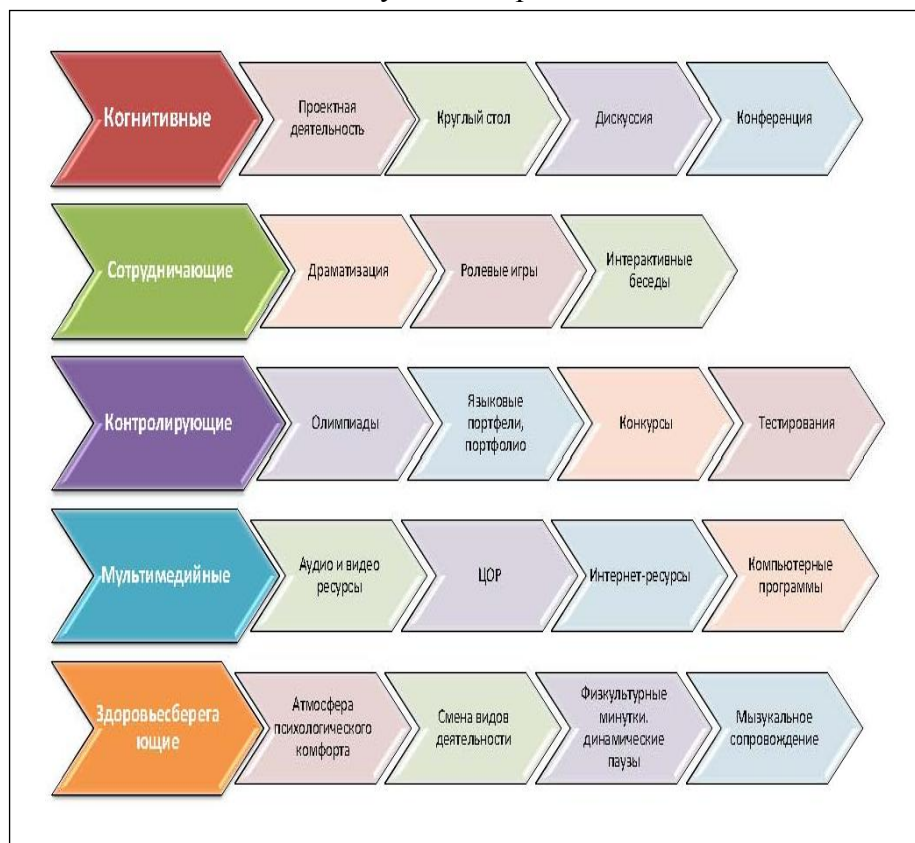 Когнитивные
Проектная
деятельность
Круглый стол
Дискуссия
Конференция
Сотрудничающие
Драматизация
Ролевые игры
Интерактивные
беседы
Контролирующие
Олимпиады
Языковые
портфели,
портфолио
Конкурсы
Тестирования
Мультимедийные
Аудио и видео
ресурсы
ЦОР
Интернет-ресурсы
Компьютерные
программы
Здоровьесберега
ющие
Атмосфера
психологического
комфорта
Смена видов
деятельности
Физкультурные
минутки.
динамические
паузы
Мызукальное
сопровождение